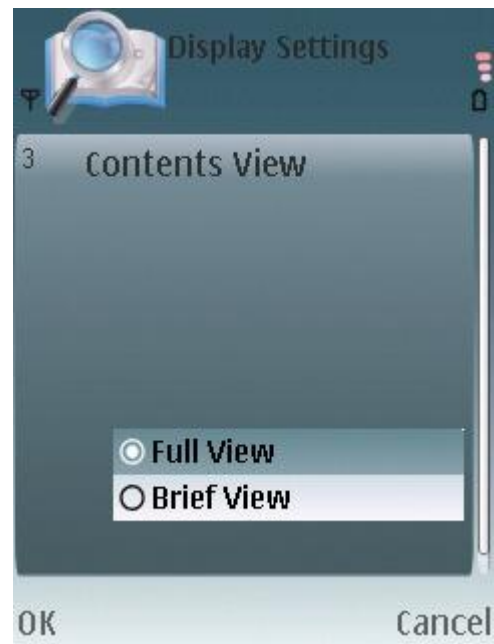 Display Settings
3 Contents View
Full View
Brief View
OK Cancel